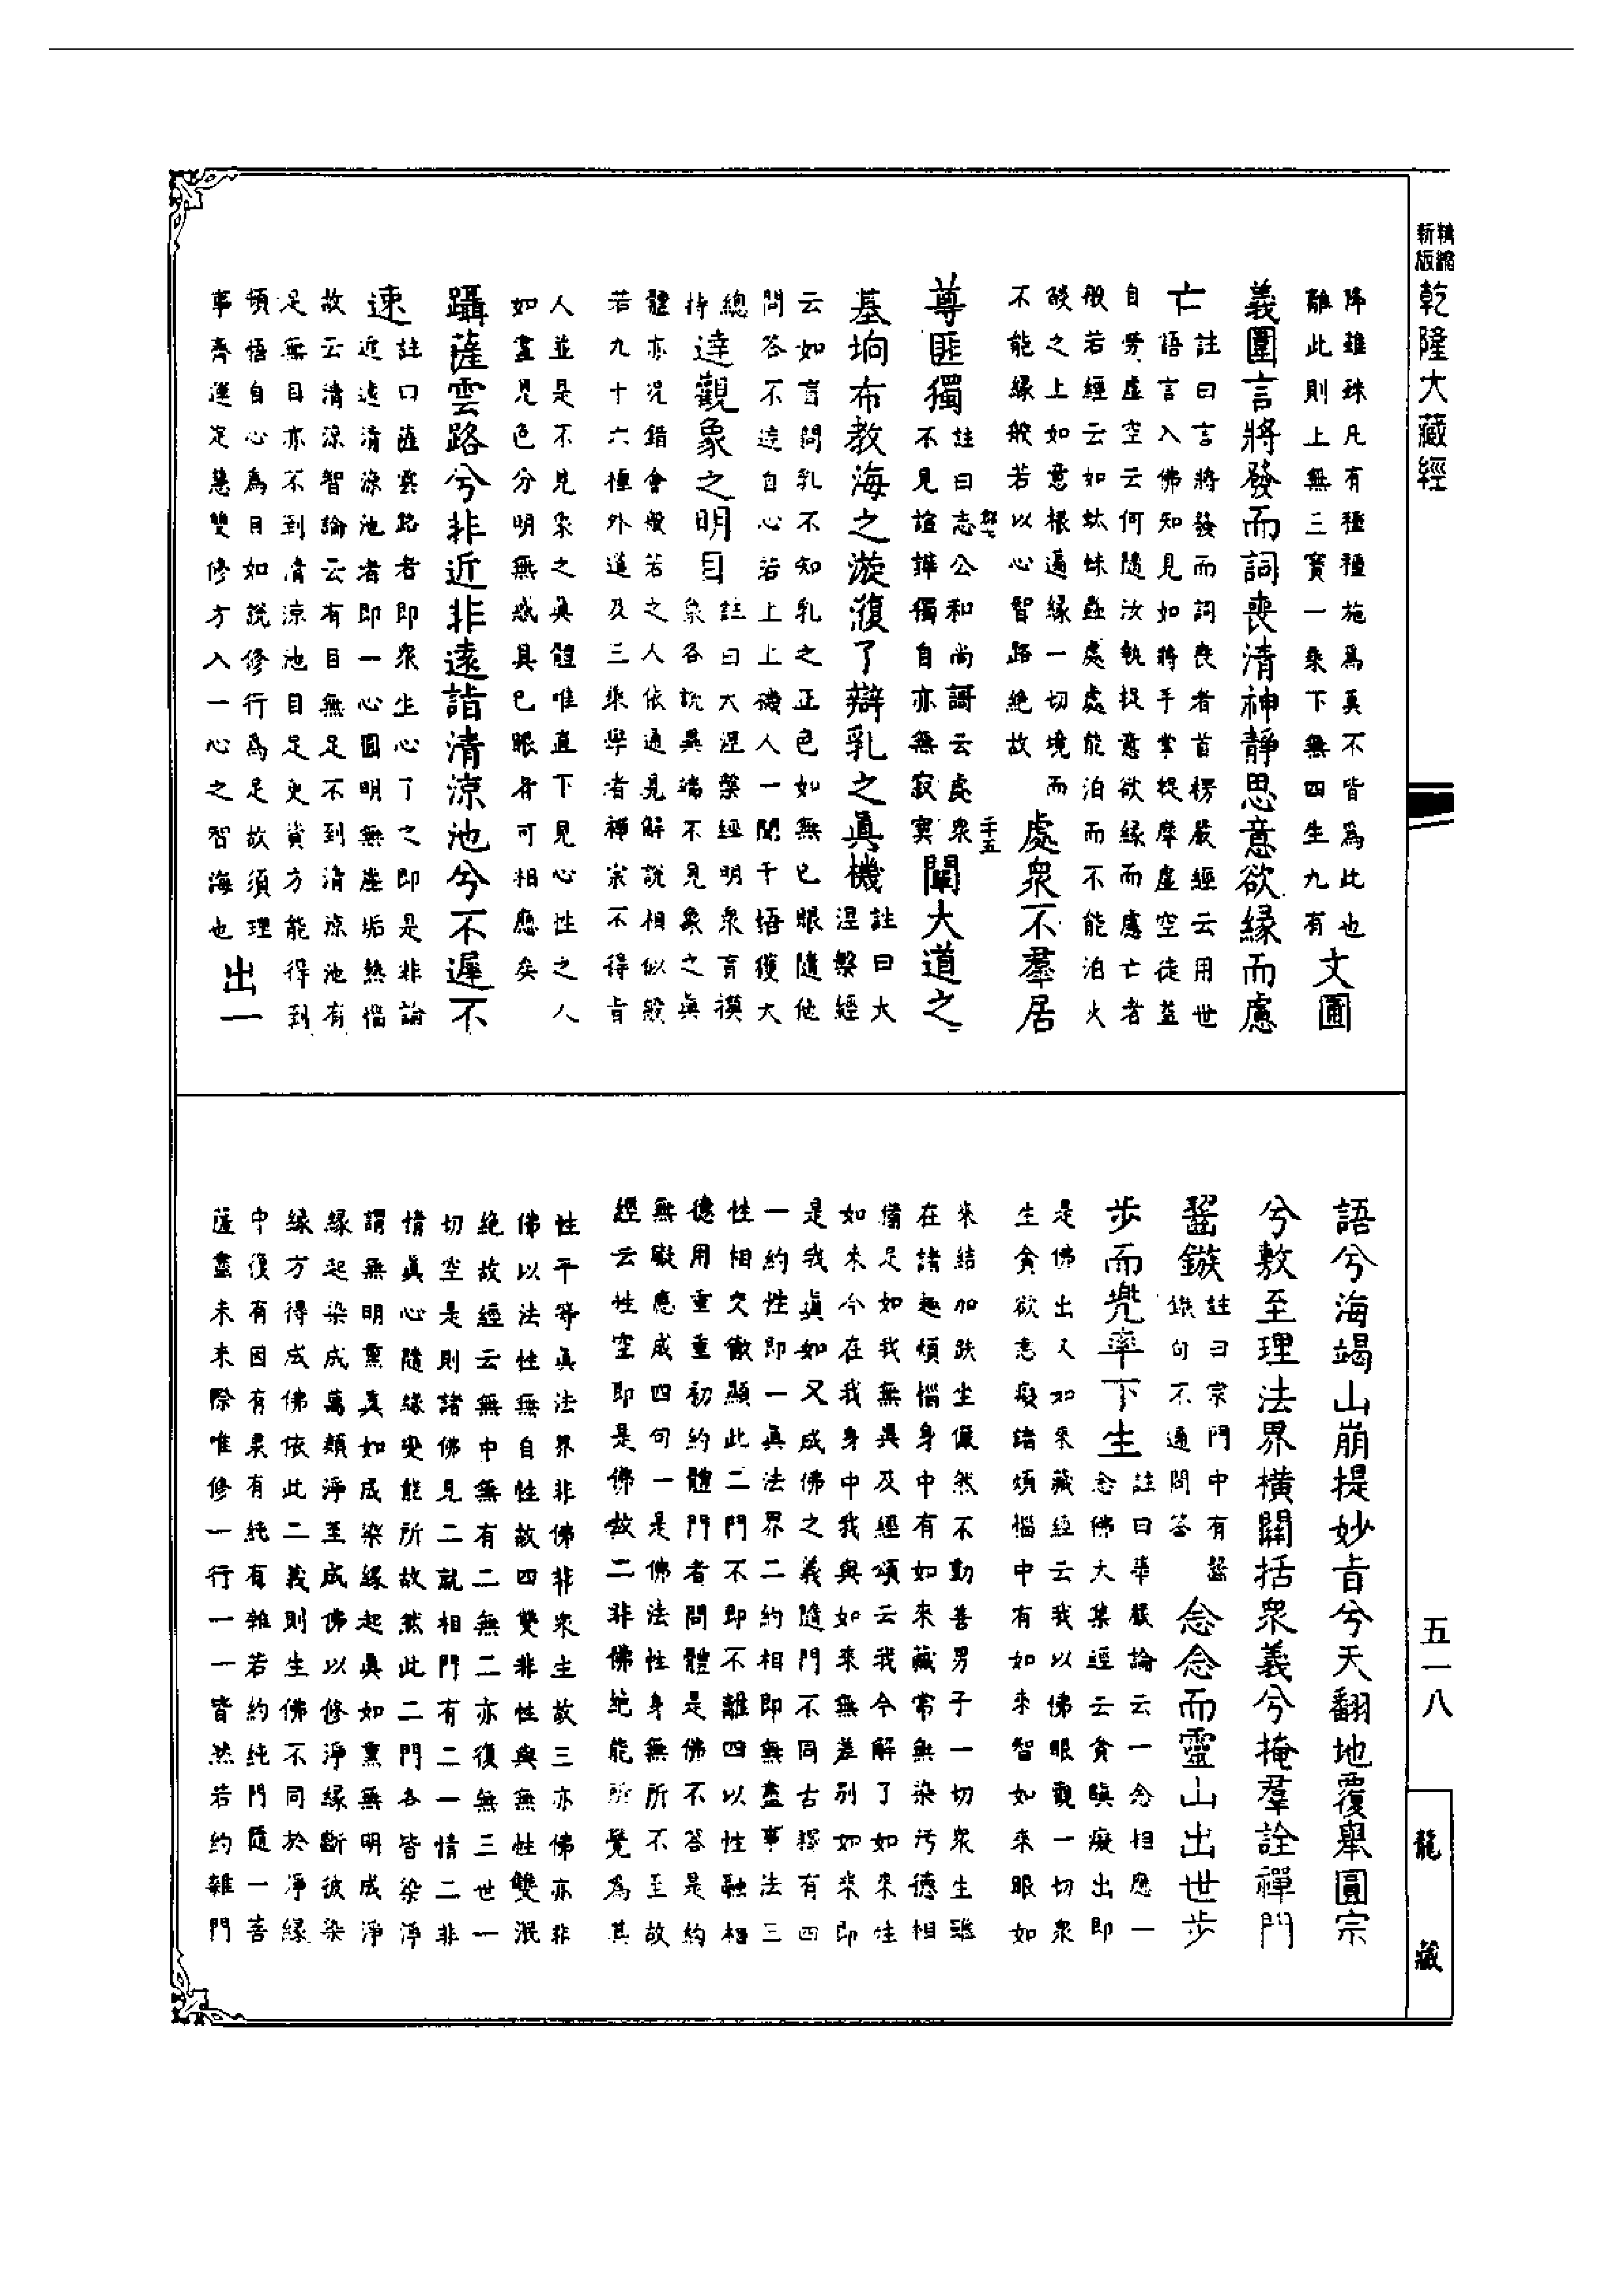 精縮
新版
乾隆大藏經
降雖殊凡有種種施爲莫不皆爲此也
離此則上無三寶一乘下無四生九有
文圃
義圍言將發而詞喪清神靜思意欲緣而慮
亡
註曰言將發而詞喪者首楞嚴經云用世
語言入佛知見如將手掌捉摩虛空徒益
自勞虛空云何隨汝執捉意欲緣而慮亡者
般若經云如䗍蛛蟲處處能泊而不能泊火
燄之上如意根遍緣一切境而
不能緣般若以心智路絕故
處衆不羣居
尊匪獨
註曰志公和尚謌云處衆
不見諠譁獨自亦無寂寞
闡大道之
基坰布教海之漩澓了辯乳之眞機
註曰大
涅槃經
云如盲問乳不知乳之正色如無己眼隨他
問答不達自心若上上磯人一聞千悟獲大
總
持
達觀象之明目
註曰大涅槃經明衆盲摸
象各說異端不見象之眞
體亦況錯會般若之人依通見解說相似般
若九十六種外道及三乘學者禪宗不得旨
人並是不見象之眞體唯直下見心性之人
如晝見色分明無惑具己眼者可相應矣
躡薩雲路兮非近非遠詣清涼池兮不遲不
速
註曰薩雲路者即衆生心了之即是非論
近遠清涼池者即一心圓明無塵垢熱惱
故云清涼智論云有目無足不到清涼池有
足無目亦不到清涼池目足更資方能得到
頓悟自心爲目如說修行爲足故須理
事齊運定慧雙修方入一心之智海也
出一
語兮海竭山崩提妙旨兮天翻地覆舉圓宗
兮敷至理法界橫關括衆義兮掩羣詮禪門
齧鏃
註曰宗門中有齧
鏃句不通問答
念念而靈山出世步
步而兜率下生
註曰華嚴論云一念相應一
念佛大集經云貪瞋癡出即
是佛出又如來藏經云我以佛眼觀一切衆
生貪欲恚癡諸煩惱中有如來智如來眼如
來結加趺坐儼然不動善男子一切衆生雖
在諸趣煩惱身中有如來藏常無染污德相
備足如我無異及經頌云我今解了如來性
如來今在我身中我與如來無差別如來即
是我眞如又成佛之義隨門不同古釋有四
一約性即一眞法界二約相即無盡事法三
性相交徹顯此二門不即不離四以性融相
德用重重初約體門者問體是佛不答是約
無礙應成四句一是佛法性身無所不至故
經云性空即是佛故二非佛性絕能所覺爲其
性平等眞法界非佛非衆生故三亦佛亦非
佛以法性無自性故四雙非性與無性雙泯
絕故經云無中無有二無二亦復無三世一
切空是則諸佛見二就相門有二一情二非
情眞心隨緣變能所故然此二門各皆染淨
謂無明熏眞如成染緣起眞如熏無明成淨
緣起染成萬類淨至成佛以修淨緣斷彼染
緣方得成佛依此二義則生佛不同於淨緣
中復有因有果有純有雜若約純門隨一菩
薩盡未來際唯修一行一一皆然若約雜門
五一八
龍藏